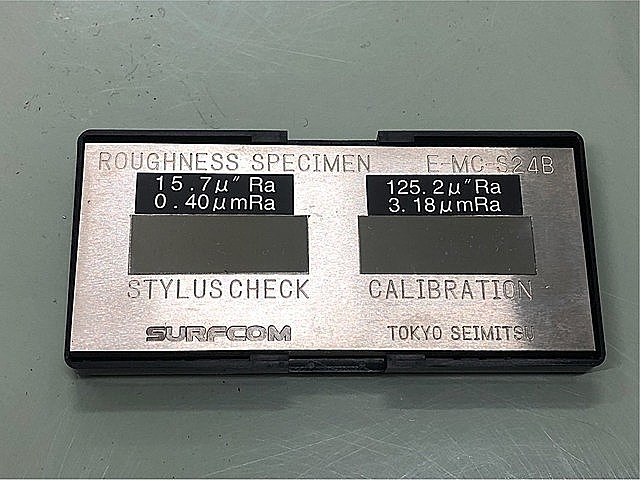 ROUGHNESS SPECIMEN E-MC-S24B
15.7μ″Ra
0.40μmRa
125.2μ″Ra
3.18μmRa
STYLUS CHECK
CALIBRATION
SURFCOM
TOKYO SEIMITSU